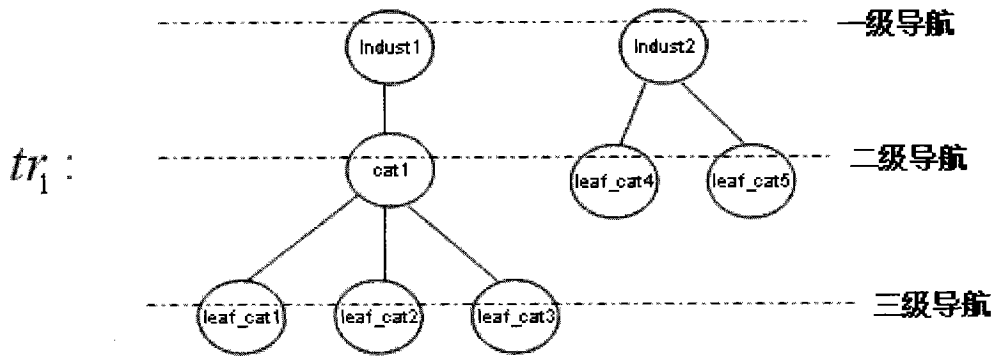 Indust1
Indust2
一级导航
tr₁ :
cat1
leaf_cat4
leaf_cat5
二级导航
leaf_cat1
leaf_cat2
leaf_cat3
三级导航